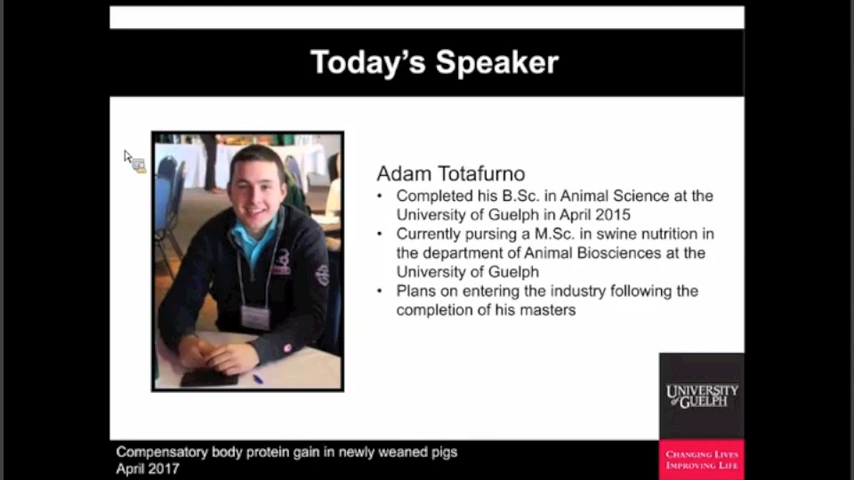 Today's Speaker
Adam Totafurno
• Completed his B.Sc. in Animal Science at the
University of Guelph in April 2015
• Currently pursing a M.Sc. in swine nutrition in
the department of Animal Biosciences at the
University of Guelph
• Plans on entering the industry following the
completion of his masters
UNIVERSITY
of GUELPH
CHANGING LIVES
IMPROVING LIFE
Compensatory body protein gain in newly weaned pigs
April 2017